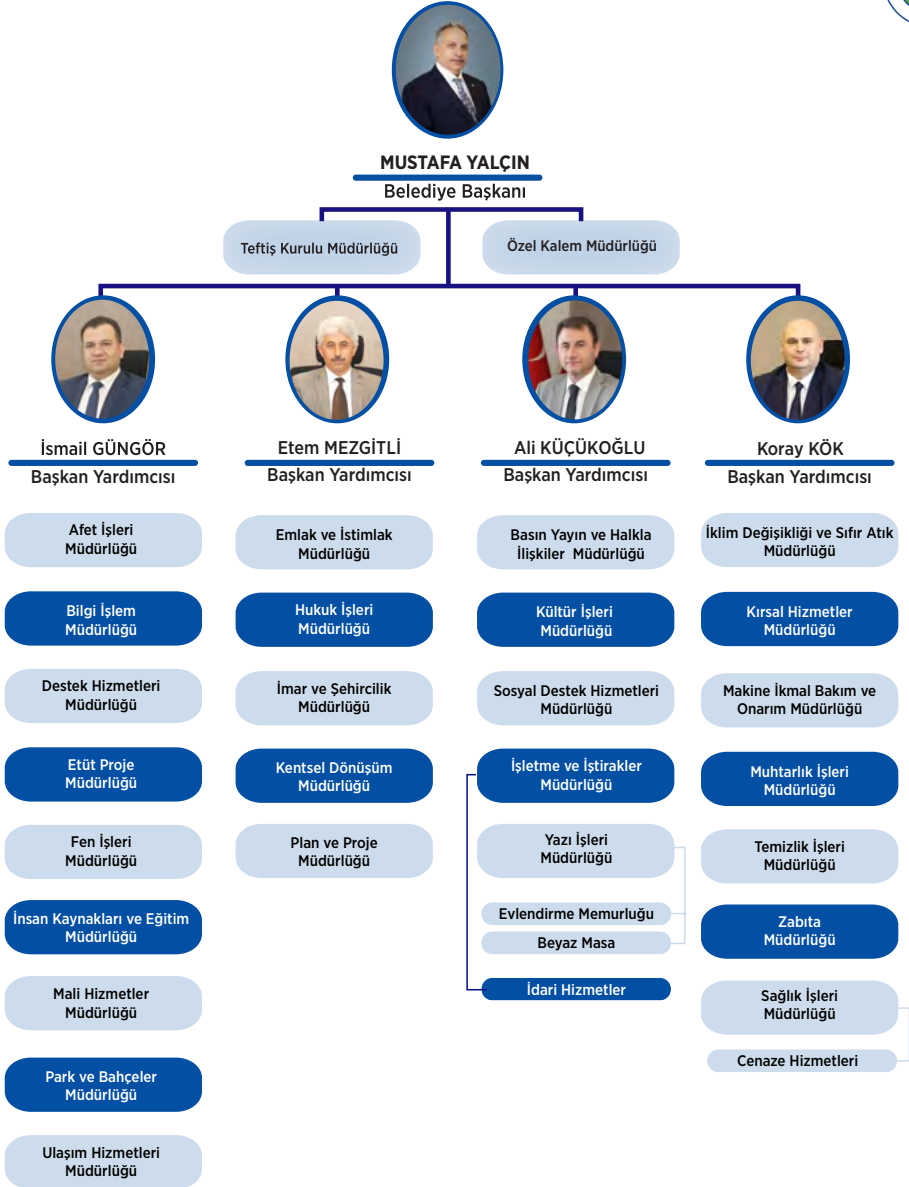 MUSTAFA YALÇIN
Belediye Başkanı
Teftiş Kurulu Müdürlüğü
Özel Kalem Müdürlüğü
İsmail GÜNGÖR
Başkan Yardımcısı
Afet İşleri
Müdürlüğü
Bilgi İşlem
Müdürlüğü
Destek Hizmetleri
Müdürlüğü
Etüt Proje
Müdürlüğü
Fen İşleri
Müdürlüğü
İnsan Kaynakları ve Eğitim
Müdürlüğü
Mali Hizmetler
Müdürlüğü
Park ve Bahçeler
Müdürlüğü
Ulaşım Hizmetleri
Müdürlüğü
Etem MEZGİTLİ
Başkan Yardımcısı
Emlak ve İstimlak
Müdürlüğü
Hukuk İşleri
Müdürlüğü
İmar ve Şehircilik
Müdürlüğü
Kentsel Dönüşüm
Müdürlüğü
Plan ve Proje
Müdürlüğü
Ali KÜÇÜKOĞLU
Başkan Yardımcısı
Basın Yayın ve Halkla
İlişkiler Müdürlüğü
Kültür İşleri
Müdürlüğü
Sosyal Destek Hizmetleri
Müdürlüğü
İşletme ve İştirakler
Müdürlüğü
Yazı İşleri
Müdürlüğü
Evlendirme Memurluğu
Beyaz Masa
İdari Hizmetler
Koray KÖK
Başkan Yardımcısı
İklim Değişikliği ve Sıfır Atık
Müdürlüğü
Kırsal Hizmetler
Müdürlüğü
Makine İkmal Bakım ve
Onarım Müdürlüğü
Muhtarlık İşleri
Müdürlüğü
Temizlik İşleri
Müdürlüğü
Zabıta
Müdürlüğü
Sağlık İşleri
Müdürlüğü
Cenaze Hizmetleri